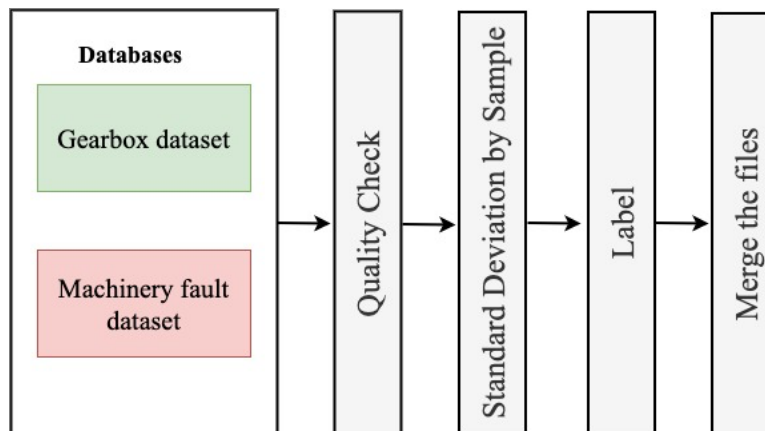 Databases
Gearbox dataset
Machinery fault
dataset
Quality Check
Standard Deviation by Sample
Label
Merge the files